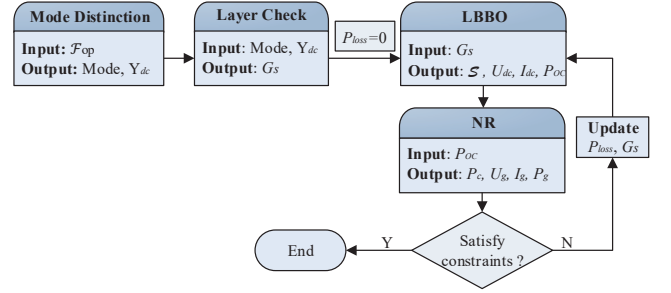 Mode Distinction
Input: ℱop
Output: Mode, Ydc
Layer Check
Input: Mode, Ydc
Output: Gs
Ploss=0
LBBO
Input: Gs
Output: 𝓢 , Udc, Idc, POC
NR
Input: POC
Output: Pc, Ug, Ig, Pg
Update
Ploss, Gs
Satisfy
constraints ?
Y
N
End